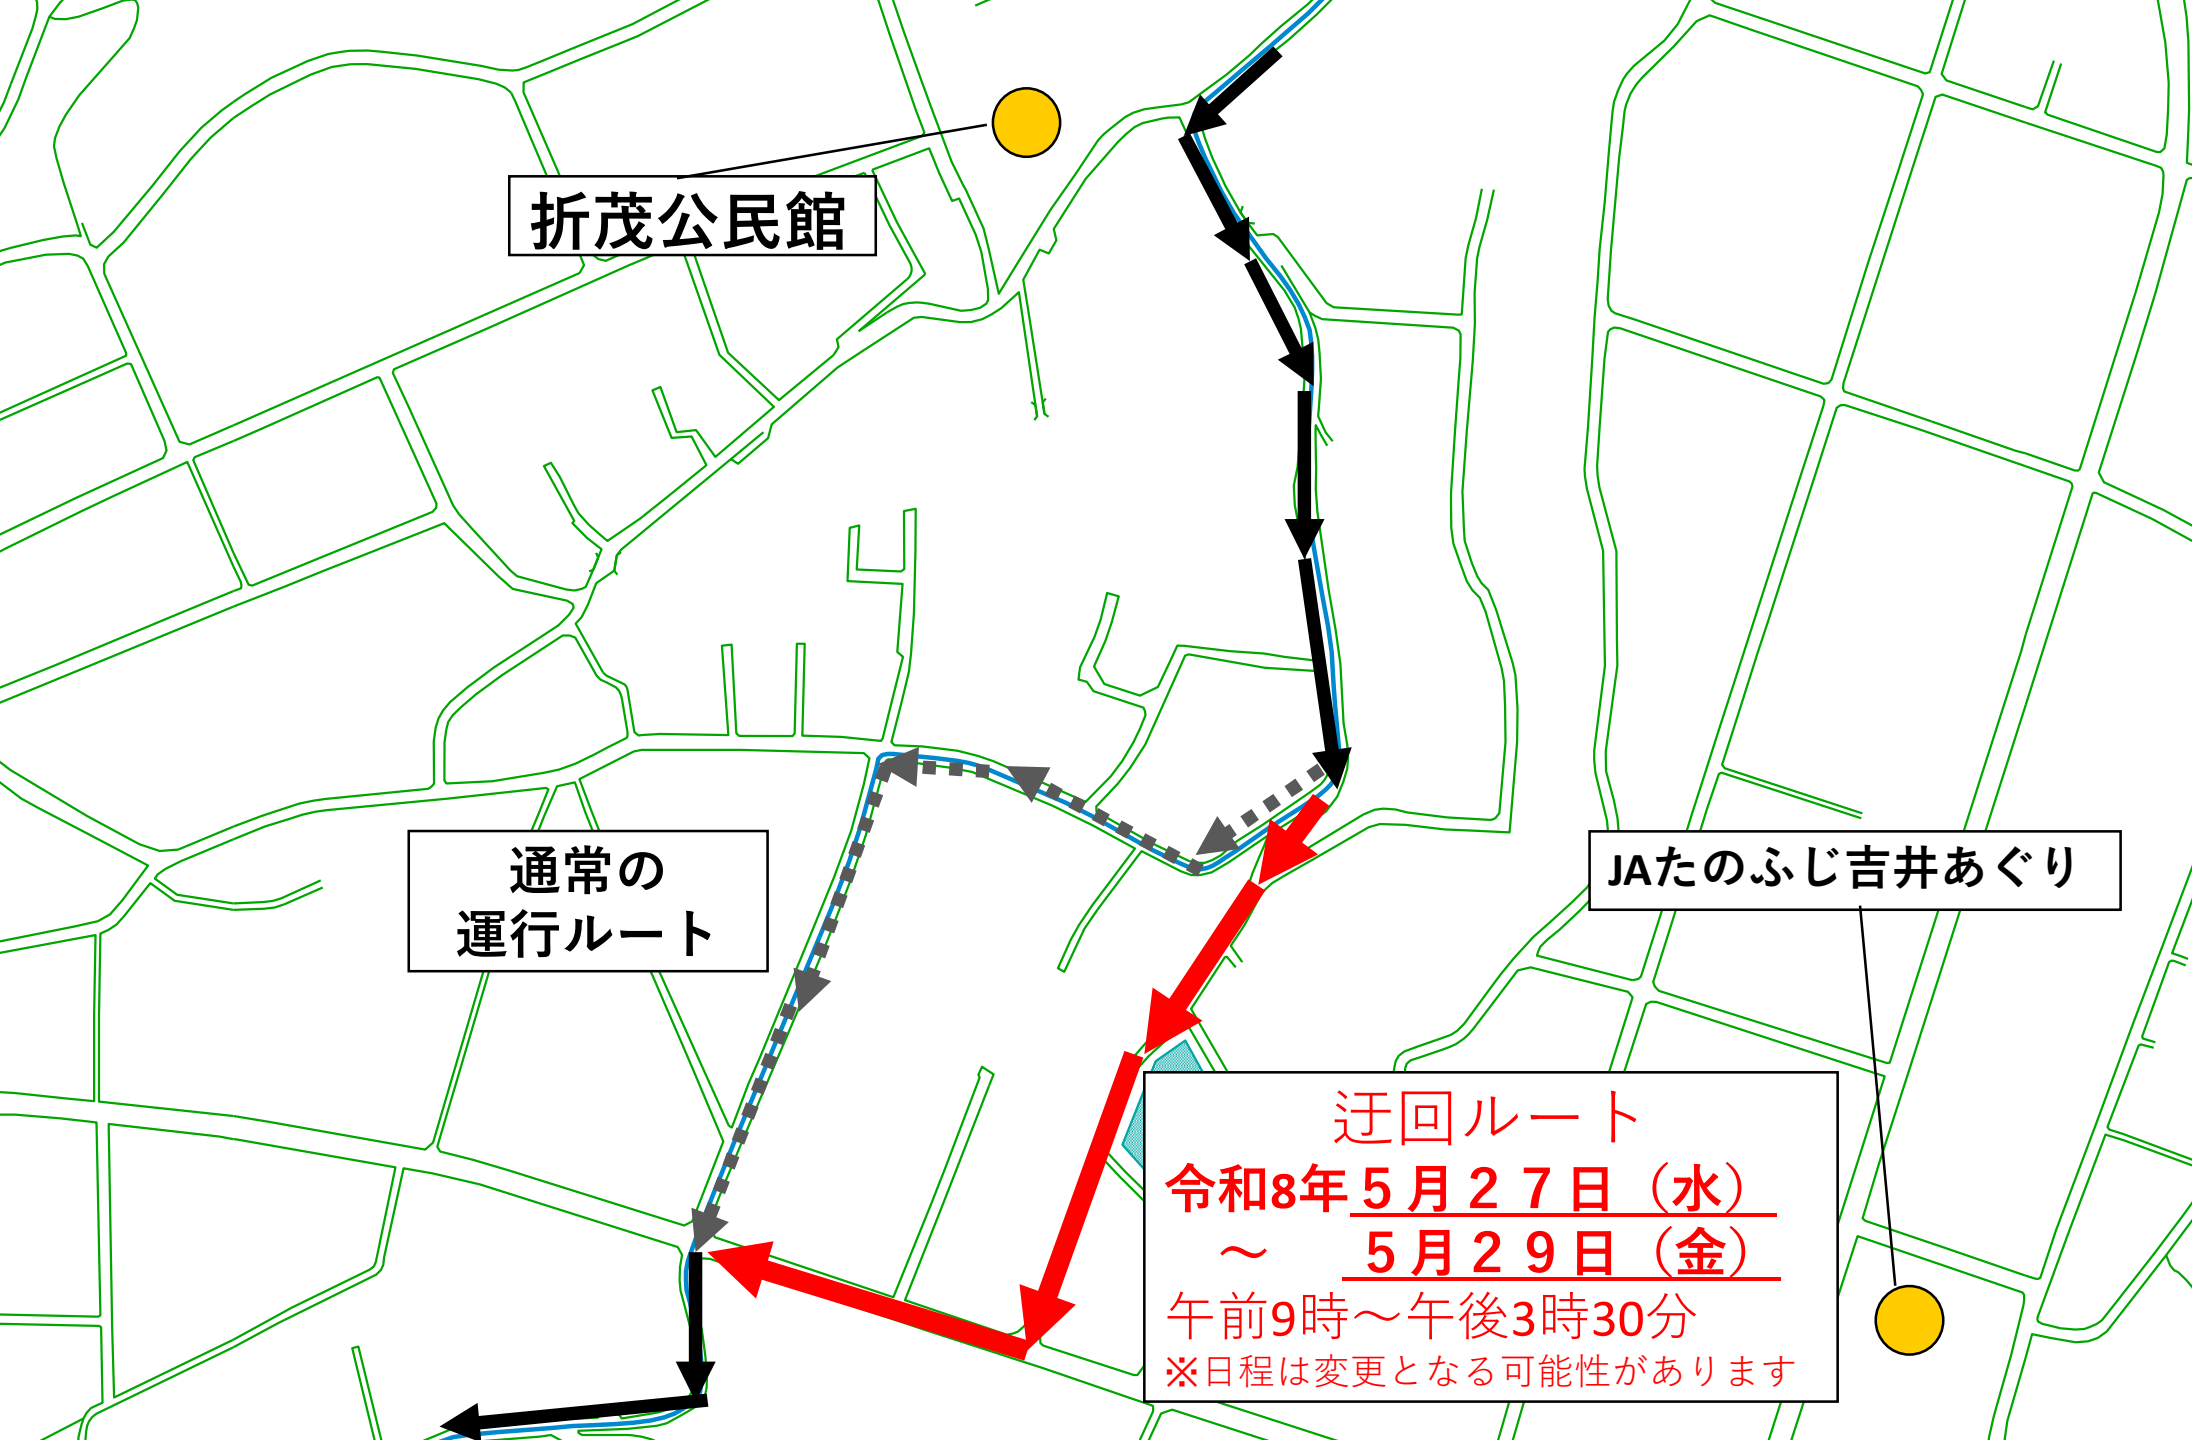 折茂公民館
通常の
運行ルート
JAたのふじ吉井あぐり
迂回ルート
令和8年５月２７日（水）
～　５月２９日（金）
午前9時～午後3時30分
※日程は変更となる可能性があります